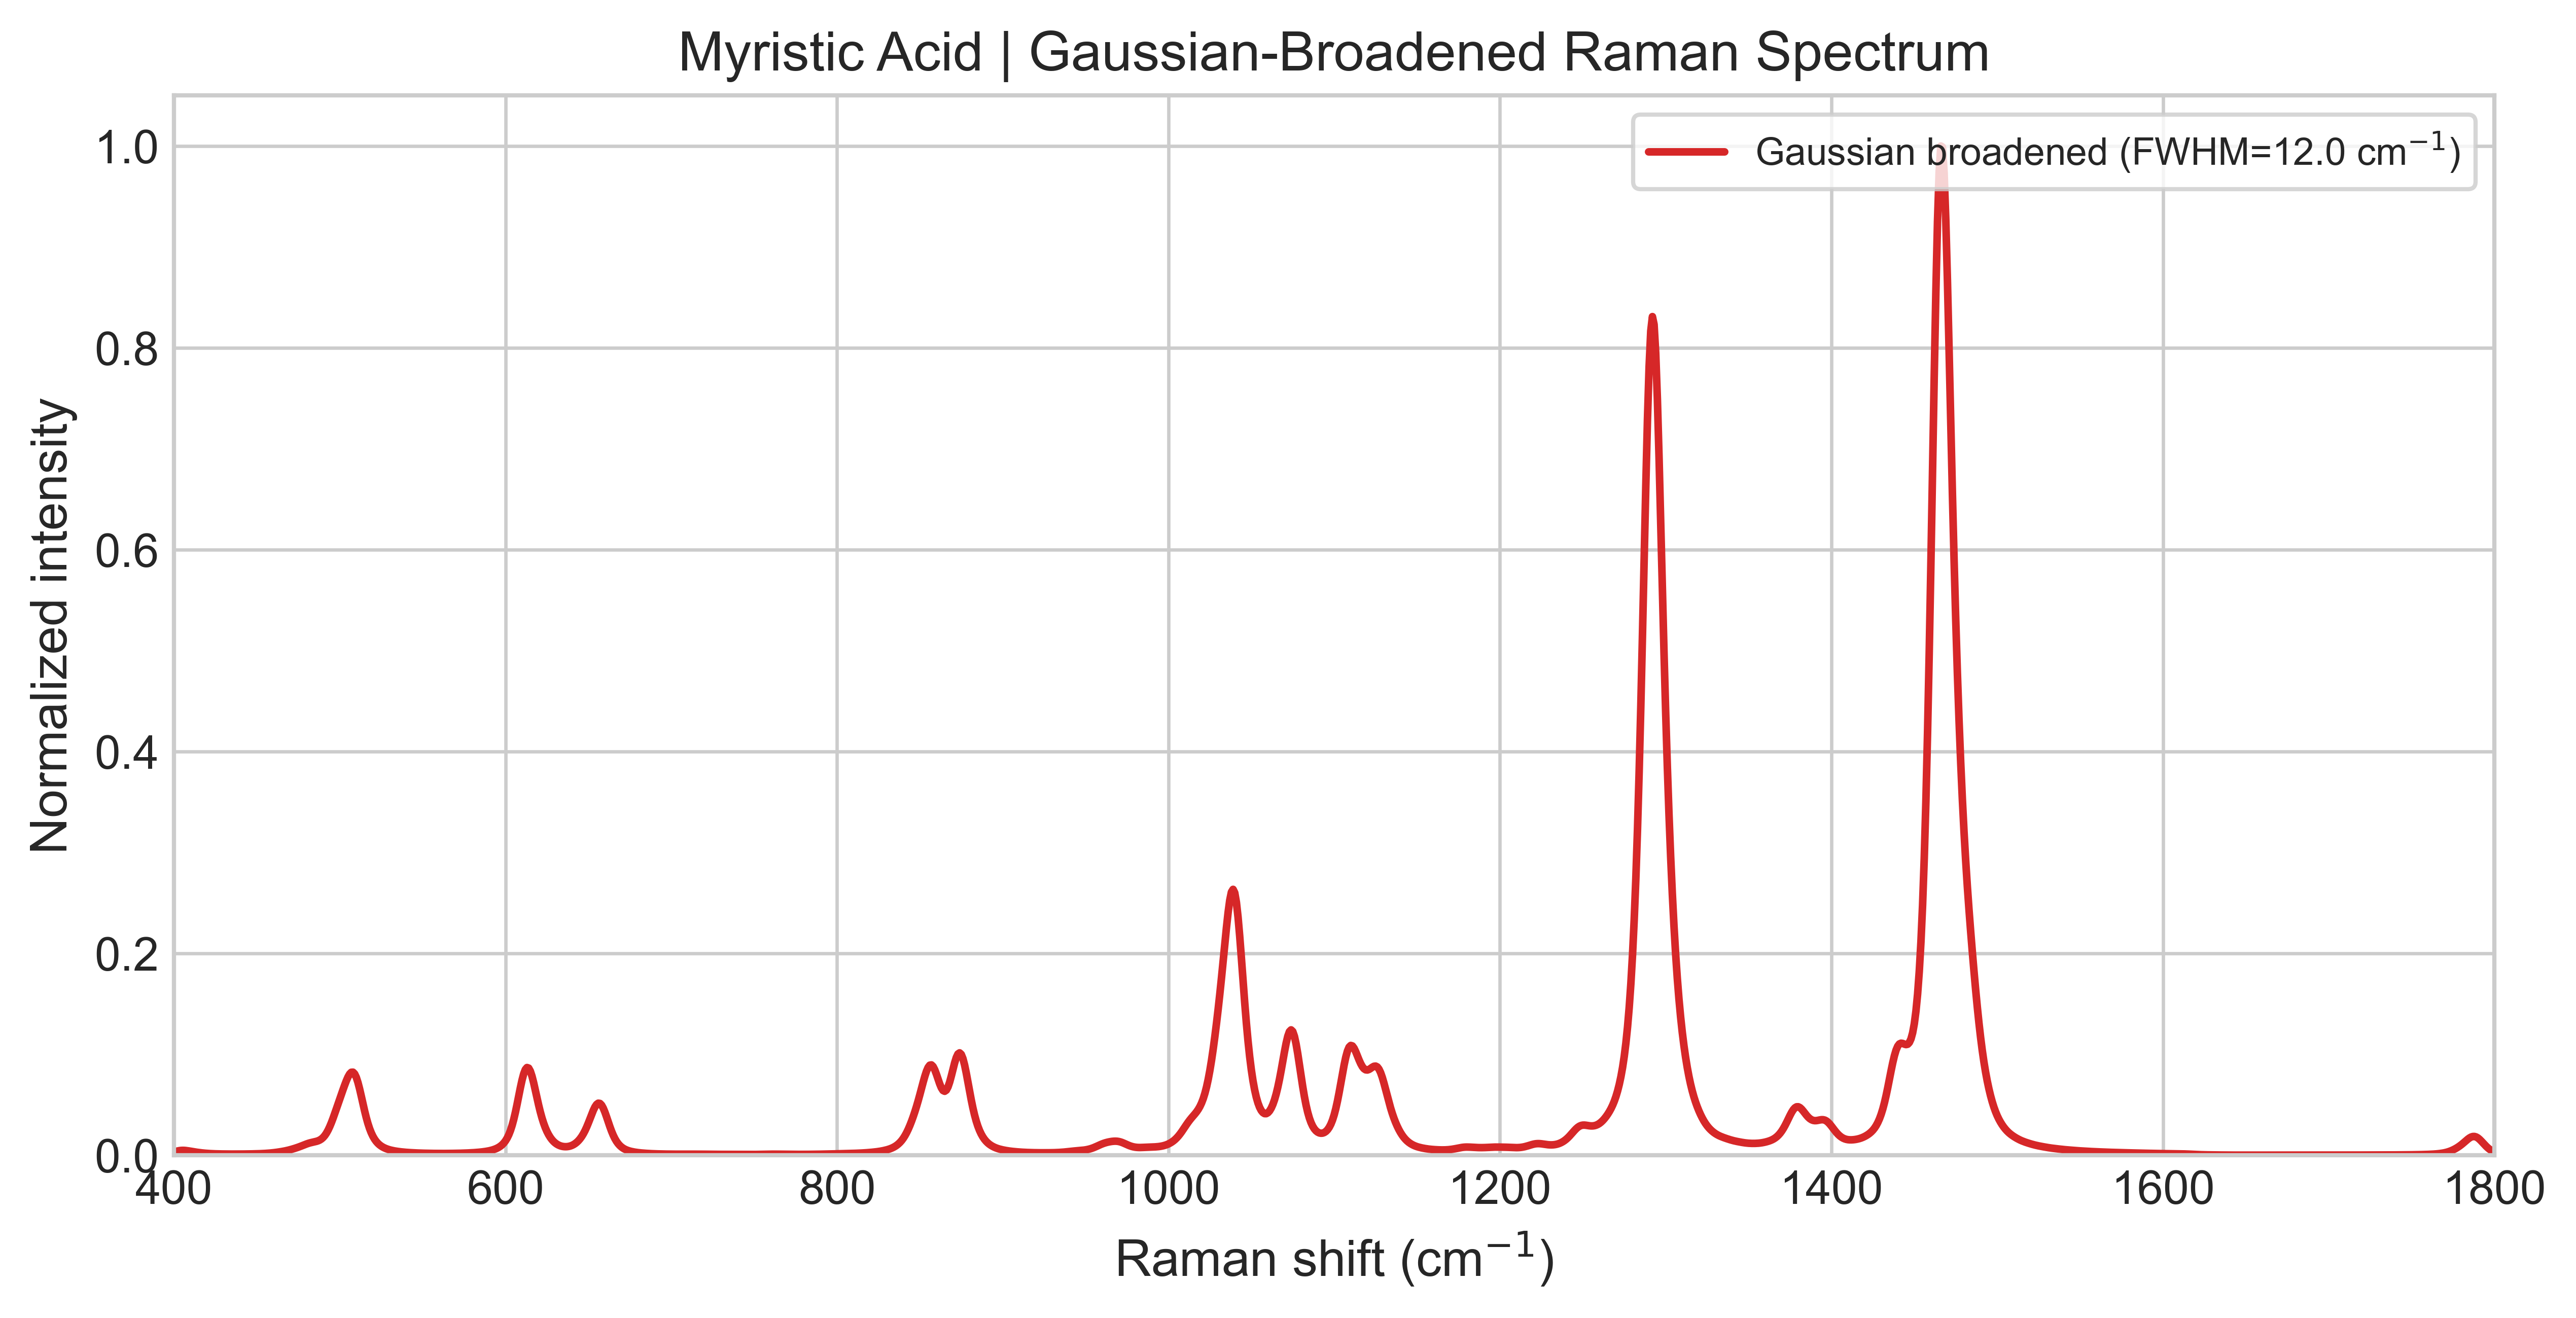 Myristic Acid | Gaussian-Broadened Raman Spectrum
Gaussian broadened (FWHM=12.0 cm⁻¹)
Normalized intensity
1.0
0.8
0.6
0.4
0.2
0.0
400 600 800 1000 1200 1400 1600 1800
Raman shift (cm⁻¹)